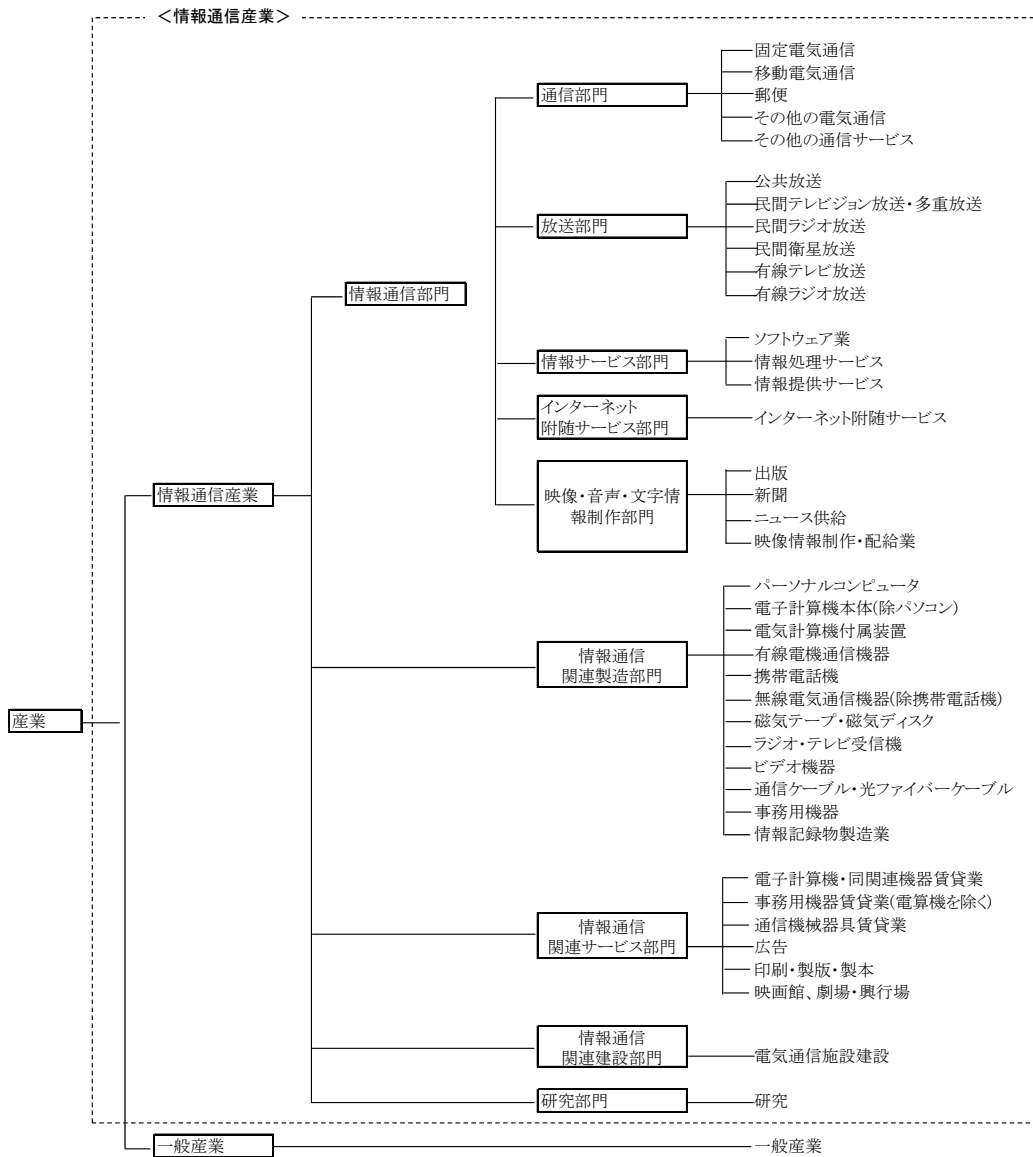 <情報通信産業>
固定電気通信
移動電気通信
通信部門
郵便
その他の電気通信
その他の通信サービス
公共放送
民間テレビジョン放送・多重放送
放送部門
民間ラジオ放送
民間衛星放送
有線テレビ放送
情報通信部門
有線ラジオ放送
ソフトウェア業
情報サービス部門
情報処理サービス
情報提供サービス
インターネット
附随サービス部門
インターネット附随サービス
出版
情報通信産業
映像・音声・文字情
報制作部門
新聞
ニュース供給
映像情報制作・配給業
パーソナルコンピュータ
電子計算機本体(除パソコン)
電気計算機付属装置
情報通信
関連製造部門
有線電機通信機器
携帯電話機
無線電気通信機器(除携帯電話機)
産業
磁気テープ・磁気ディスク
ラジオ・テレビ受信機
ビデオ機器
通信ケーブル・光ファイバーケーブル
事務用機器
情報記録物製造業
電子計算機・同関連機器賃貸業
事務用機器賃貸業(電算機を除く)
通信機械器具賃貸業
情報通信
関連サービス部門
広告
印刷・製版・製本
映画館、劇場・興行場
情報通信
関連建設部門
電気通信施設建設
研究部門
研究
一般産業
一般産業